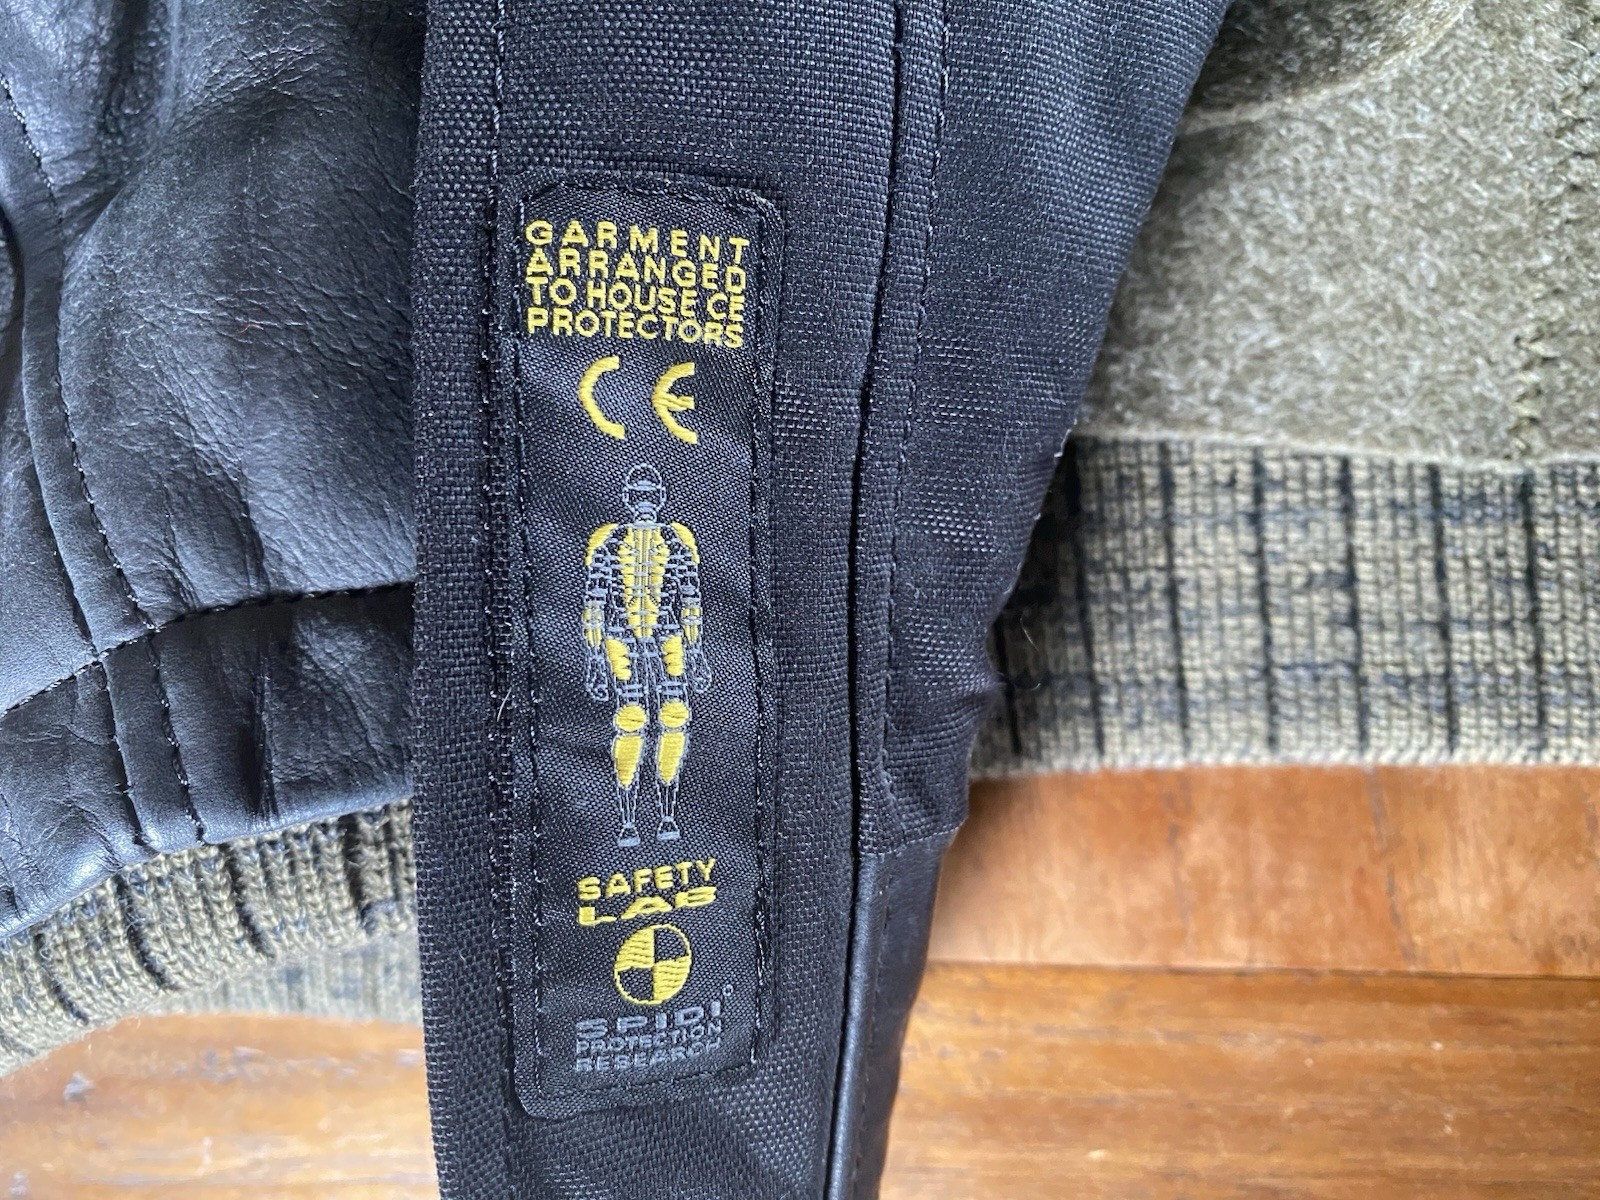 GARMENT
ARRANGED
TO HOUSE CE
PROTECTORS
CE
SAFETY
LAB
SPIDI
PROTECTION
RESEARCH